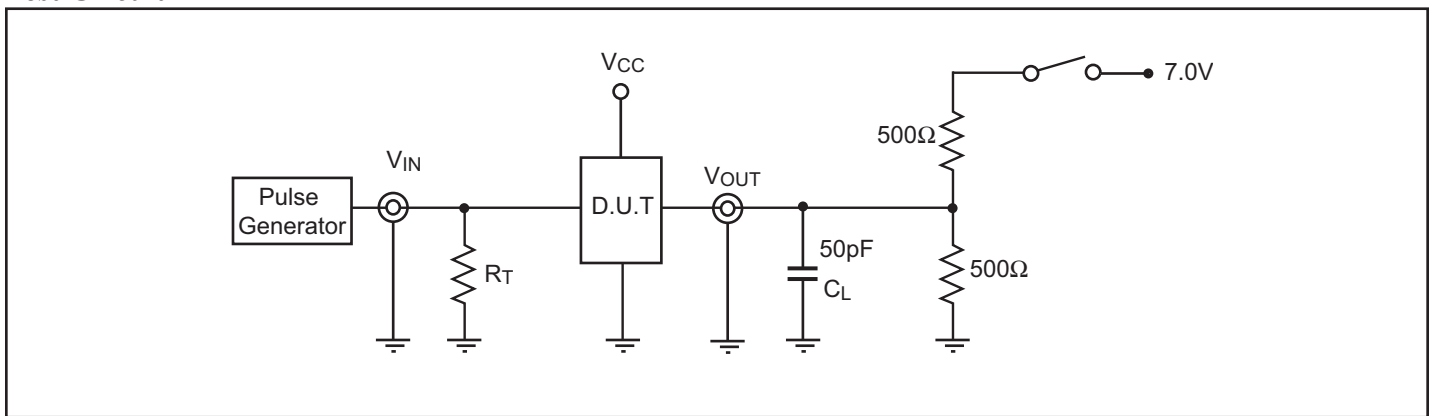 VCC
7.0V
500Ω
VIN
VOUT
Pulse
Generator
D.U.T
50pF
RT
CL
500Ω